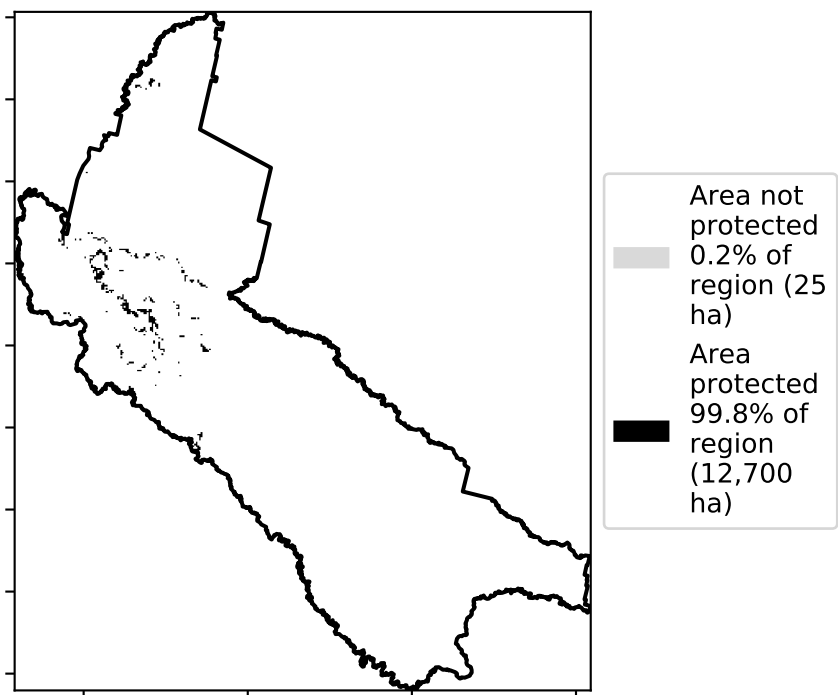 Area not
protected
0.2% of
region (25
ha)
Area
protected
99.8% of
region
(12,700
ha)